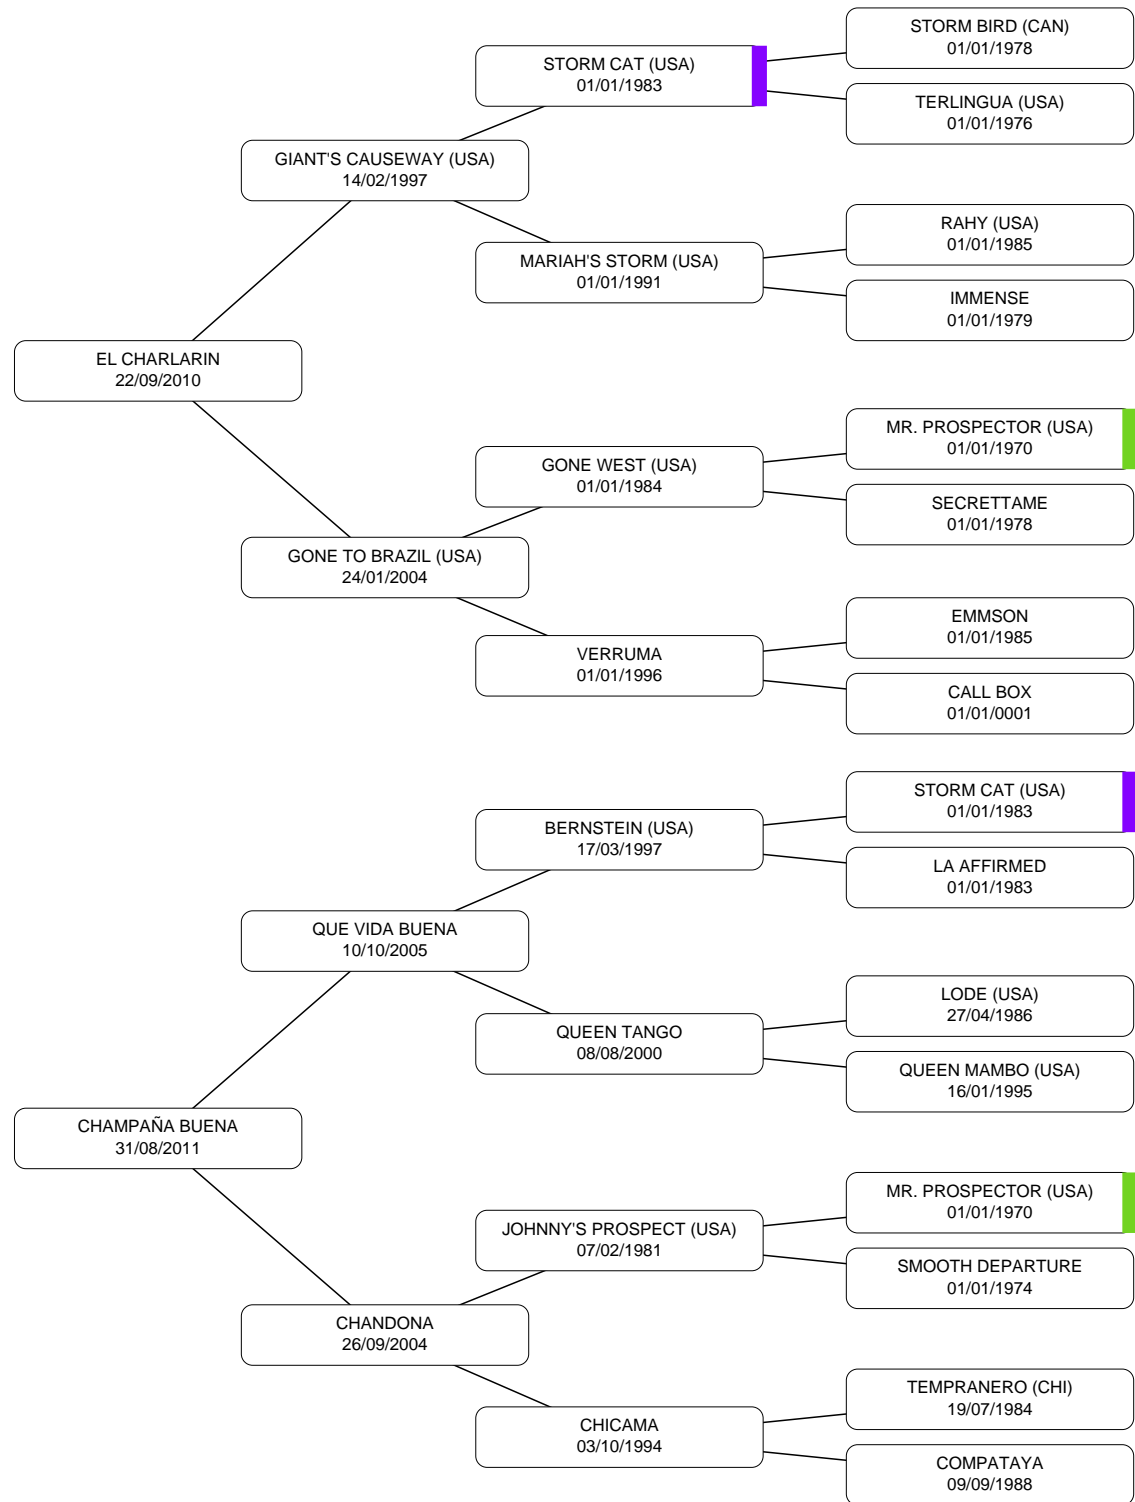 STORM BIRD (CAN)
01/01/1978
STORM CAT (USA)
01/01/1983
TERLINGUA (USA)
01/01/1976
GIANT'S CAUSEWAY (USA)
14/02/1997
RAHY (USA)
01/01/1985
MARIAH'S STORM (USA)
01/01/1991
IMMENSE
01/01/1979
EL CHARLARIN
22/09/2010
MR. PROSPECTOR (USA)
01/01/1970
GONE WEST (USA)
01/01/1984
SECRETTAME
01/01/1978
GONE TO BRAZIL (USA)
24/01/2004
EMMSON
01/01/1985
VERRUMA
01/01/1996
CALL BOX
01/01/0001
STORM CAT (USA)
01/01/1983
BERNSTEIN (USA)
17/03/1997
LA AFFIRMED
01/01/1983
QUE VIDA BUENA
10/10/2005
LODE (USA)
27/04/1986
QUEEN TANGO
08/08/2000
QUEEN MAMBO (USA)
16/01/1995
CHAMPAÑA BUENA
31/08/2011
MR. PROSPECTOR (USA)
01/01/1970
JOHNNY'S PROSPECT (USA)
07/02/1981
SMOOTH DEPARTURE
01/01/1974
CHANDONA
26/09/2004
TEMPRANERO (CHI)
19/07/1984
CHICAMA
03/10/1994
COMPATAYA
09/09/1988